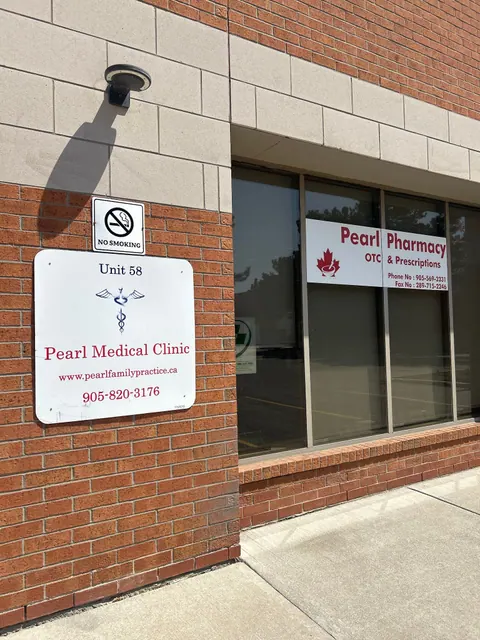 NO SMOKING
Unit 58
Pearl Medical Clinic
www.pearlfamilypractice.ca
905-820-3176
Pearl Pharmacy
OTC & Prescriptions
Phone No : 905-569-2231
Fax No : 289-715-2246